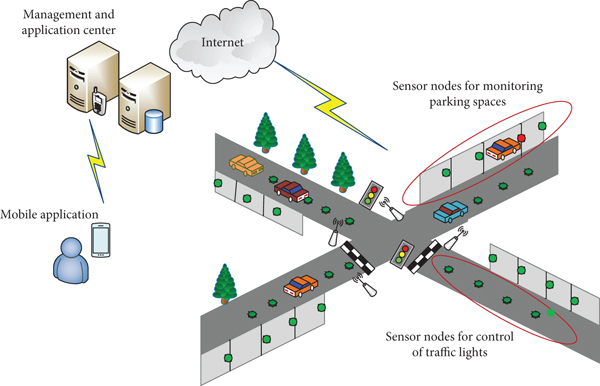 Management and
application center
Internet
Sensor nodes for monitoring
parking spaces
Mobile application
Sensor nodes for control
of traffic lights